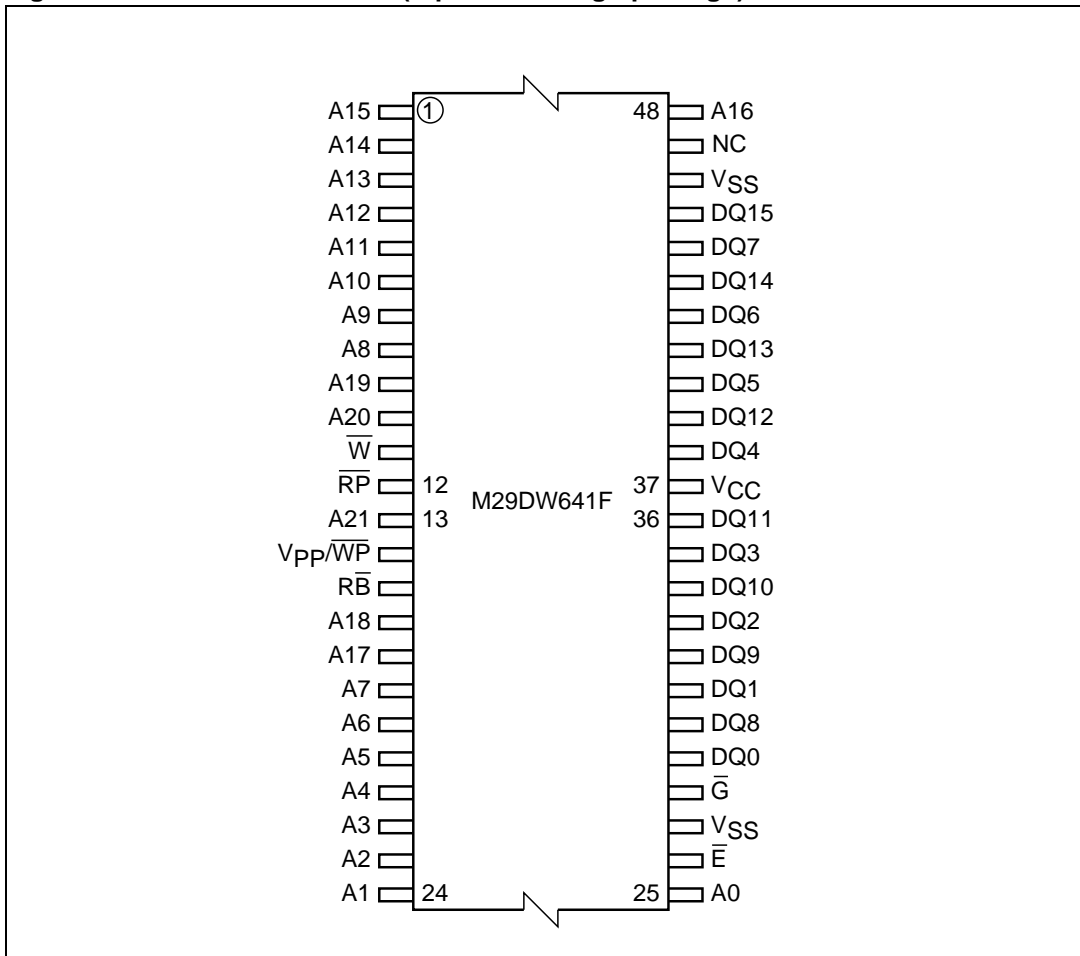 A15 1 48 A16
A14 NC
A13 VSS
A12 DQ15
A11 DQ7
A10 DQ14
A9 DQ6
A8 DQ13
A19 DQ5
A20 DQ12
W̅ DQ4
R̅P̅ 12 37 VCC
M29DW641F
A21 13 36 DQ11
VPP/W̅P̅ DQ3
RB̅ DQ10
A18 DQ2
A17 DQ9
A7 DQ1
A6 DQ8
A5 DQ0
A4 G̅
A3 VSS
A2 E̅
A1 24 25 A0